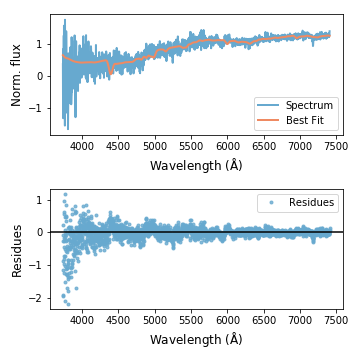 1
0
−1
Norm. flux
Spectrum
Best Fit
4000 4500 5000 5500 6000 6500 7000 7500
Wavelength (Å)
1
0
−1
−2
Residues
Residues
4000 4500 5000 5500 6000 6500 7000 7500
Wavelength (Å)